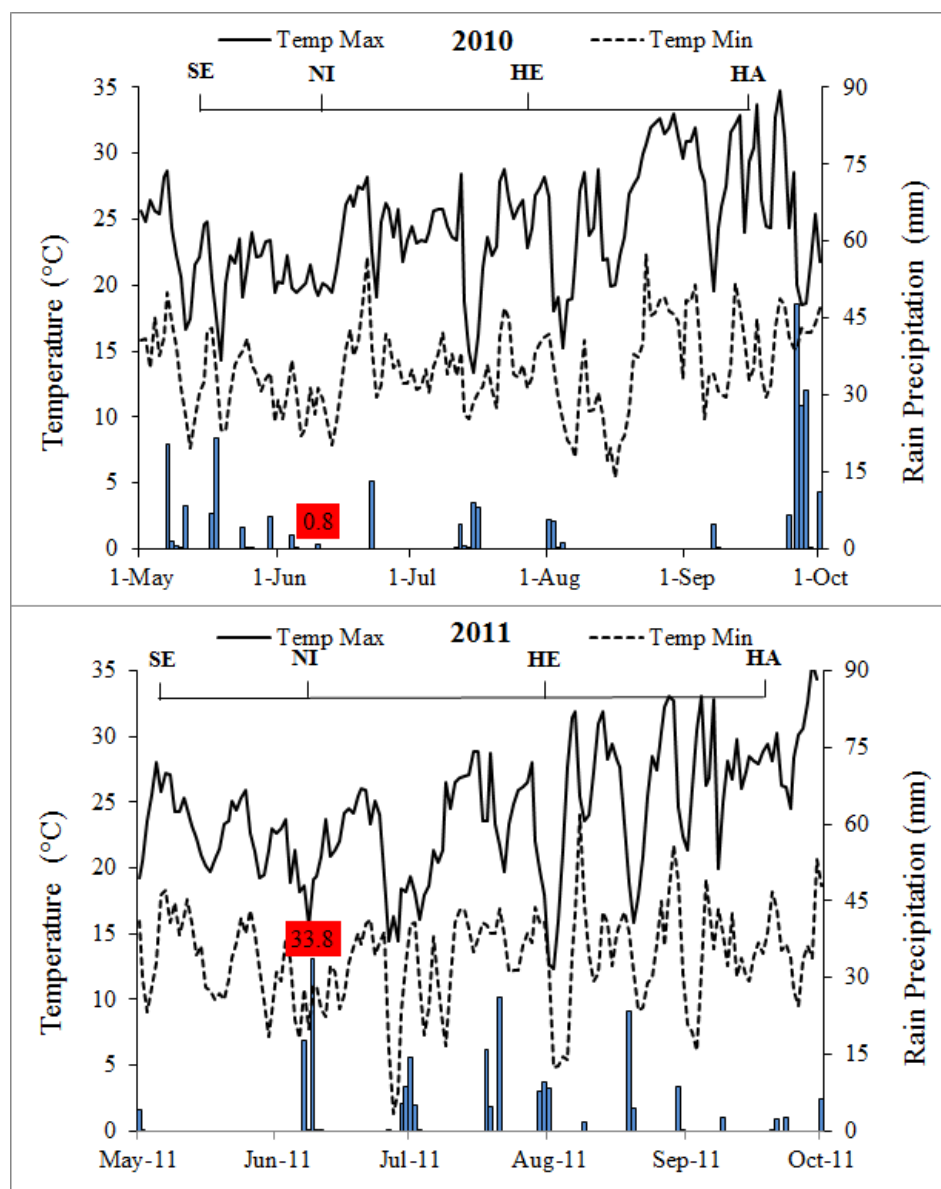 Temp Max 2010 Temp Min
SE NI HE HA
35 90
30 75
25 60
20
15 45
10 30
5 15
0 0
0.8
Temperature (°C)
Rain Precipitation (mm)
1-May 1-Jun 1-Jul 1-Aug 1-Sep 1-Oct
Temp Max 2011 Temp Min
SE NI HE HA
35 90
30 75
25 60
20
15 45
10 30
5 15
0 0
33.8
Temperature (°C)
Rain Precipitation (mm)
May-11 Jun-11 Jul-11 Aug-11 Sep-11 Oct-11